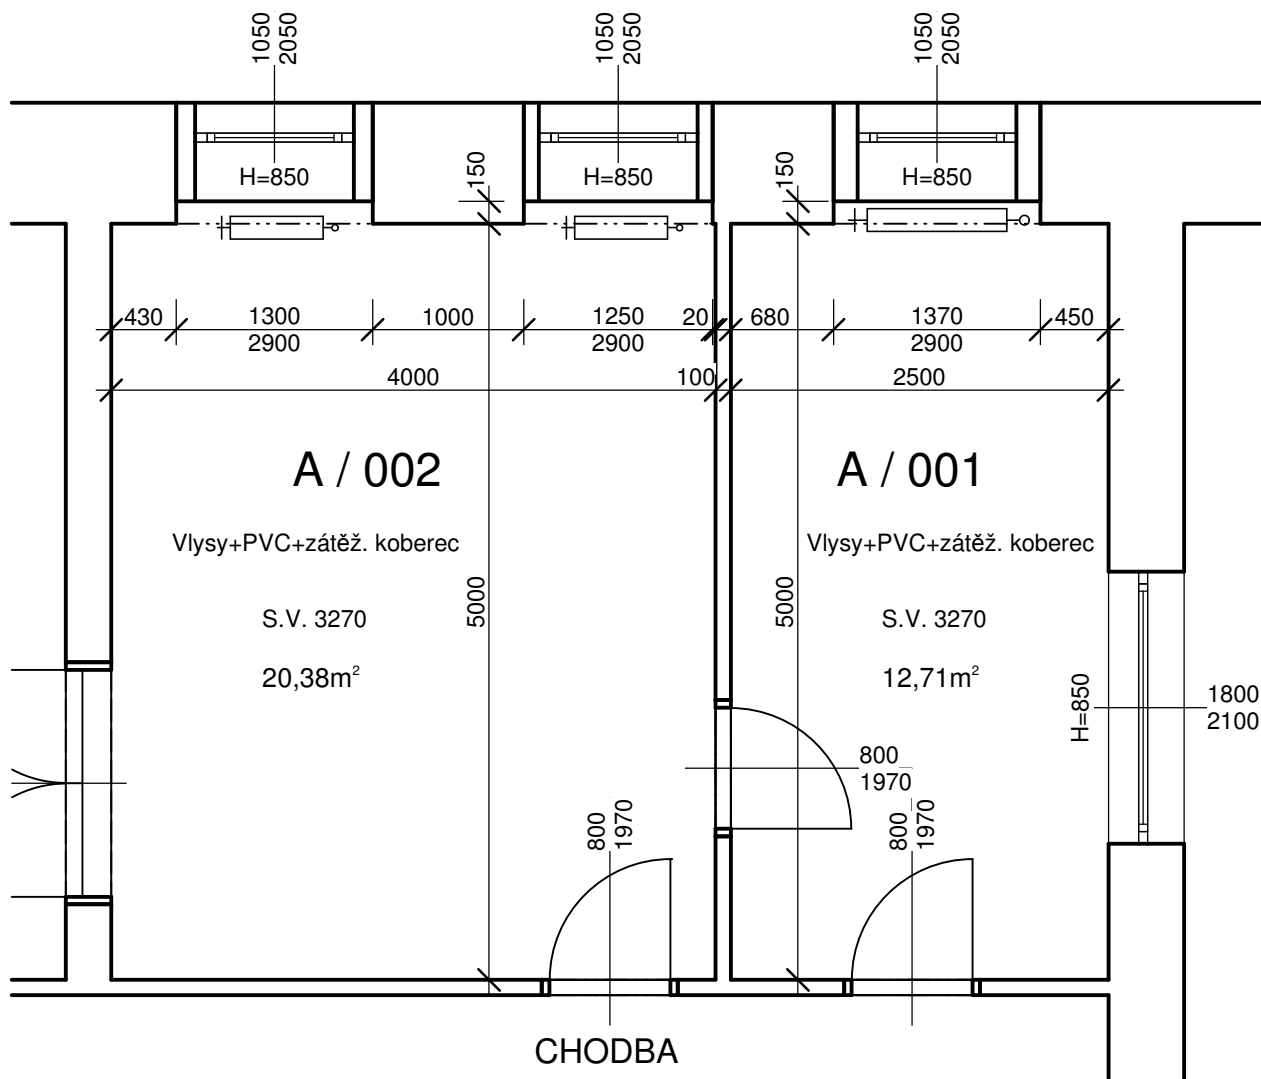 1050
2050
1050
2050
1050
2050
H=850
H=850
H=850
150
150
430
1300
2900
1000
1250
2900
20
680
1370
2900
450
4000
100
2500
A / 002
A / 001
Vlysy+PVC+zátěž. koberec
Vlysy+PVC+zátěž. koberec
5000
5000
S.V. 3270
S.V. 3270
20,38m²
12,71m²
H=850
1800
2100
800
1970
800
1970
800
1970
CHODBA